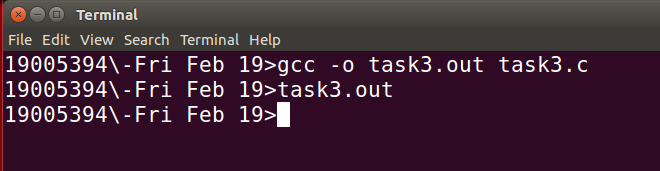 Terminal
File Edit View Search Terminal Help
19005394\-Fri Feb 19>gcc -o task3.out task3.c
19005394\-Fri Feb 19>task3.out
19005394\-Fri Feb 19>